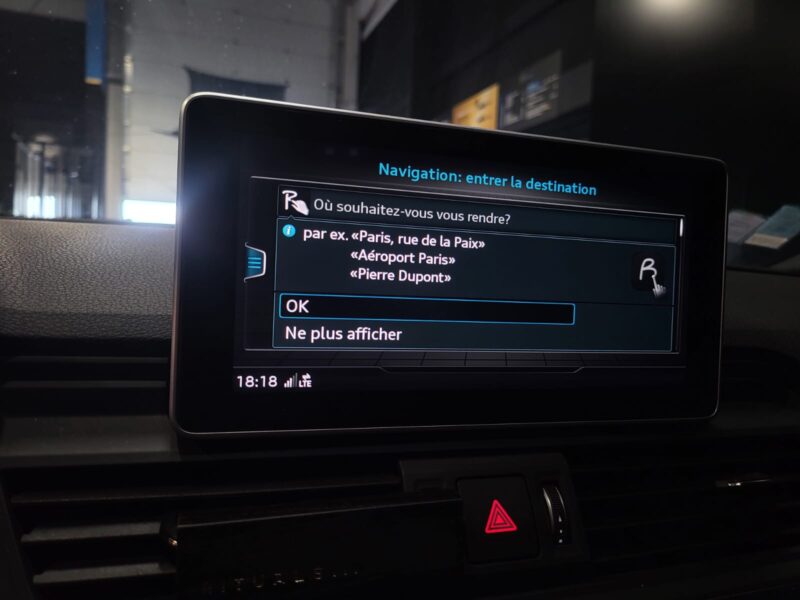 Navigation: entrer la destination
Où souhaitez-vous vous rendre?
par ex. «Paris, rue de la Paix»
«Aéroport Paris»
«Pierre Dupont»
OK
Ne plus afficher
18:18 LTE